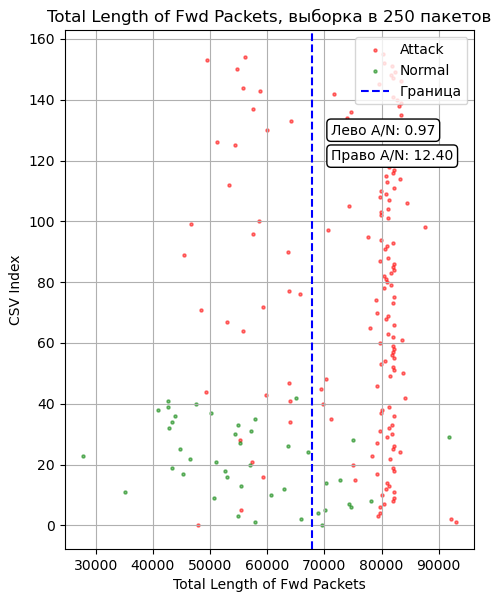 Total Length of Fwd Packets, выборка в 250 пакетов
160
140
120
100
80
60
40
20
0
CSV Index
Attack
Normal
Граница
Лево A/N: 0.97
Право A/N: 12.40
30000 40000 50000 60000 70000 80000 90000
Total Length of Fwd Packets